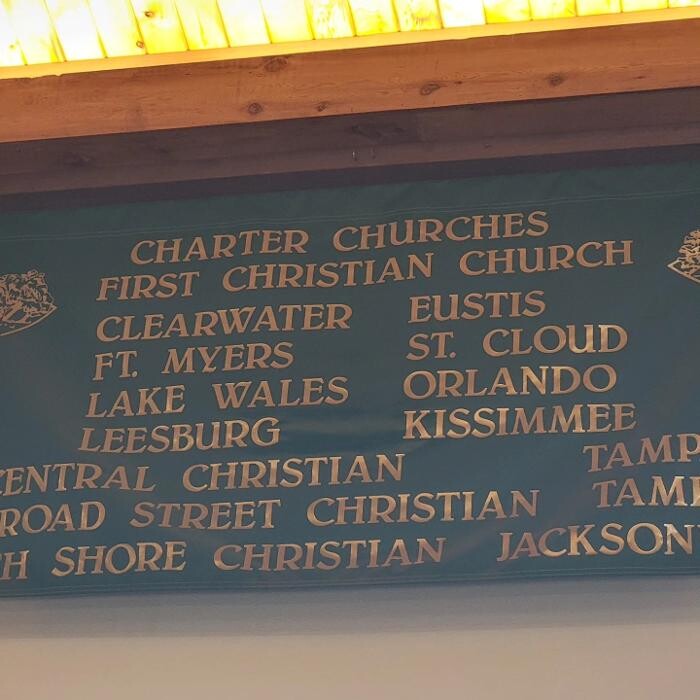 CHARTER CHURCHES
FIRST CHRISTIAN CHURCH
CLEARWATER EUSTIS
FT. MYERS ST. CLOUD
LAKE WALES ORLANDO
LEESBURG KISSIMMEE
ENTRAL CHRISTIAN TAMP
ROAD STREET CHRISTIAN TAM
H SHORE CHRISTIAN JACKSON